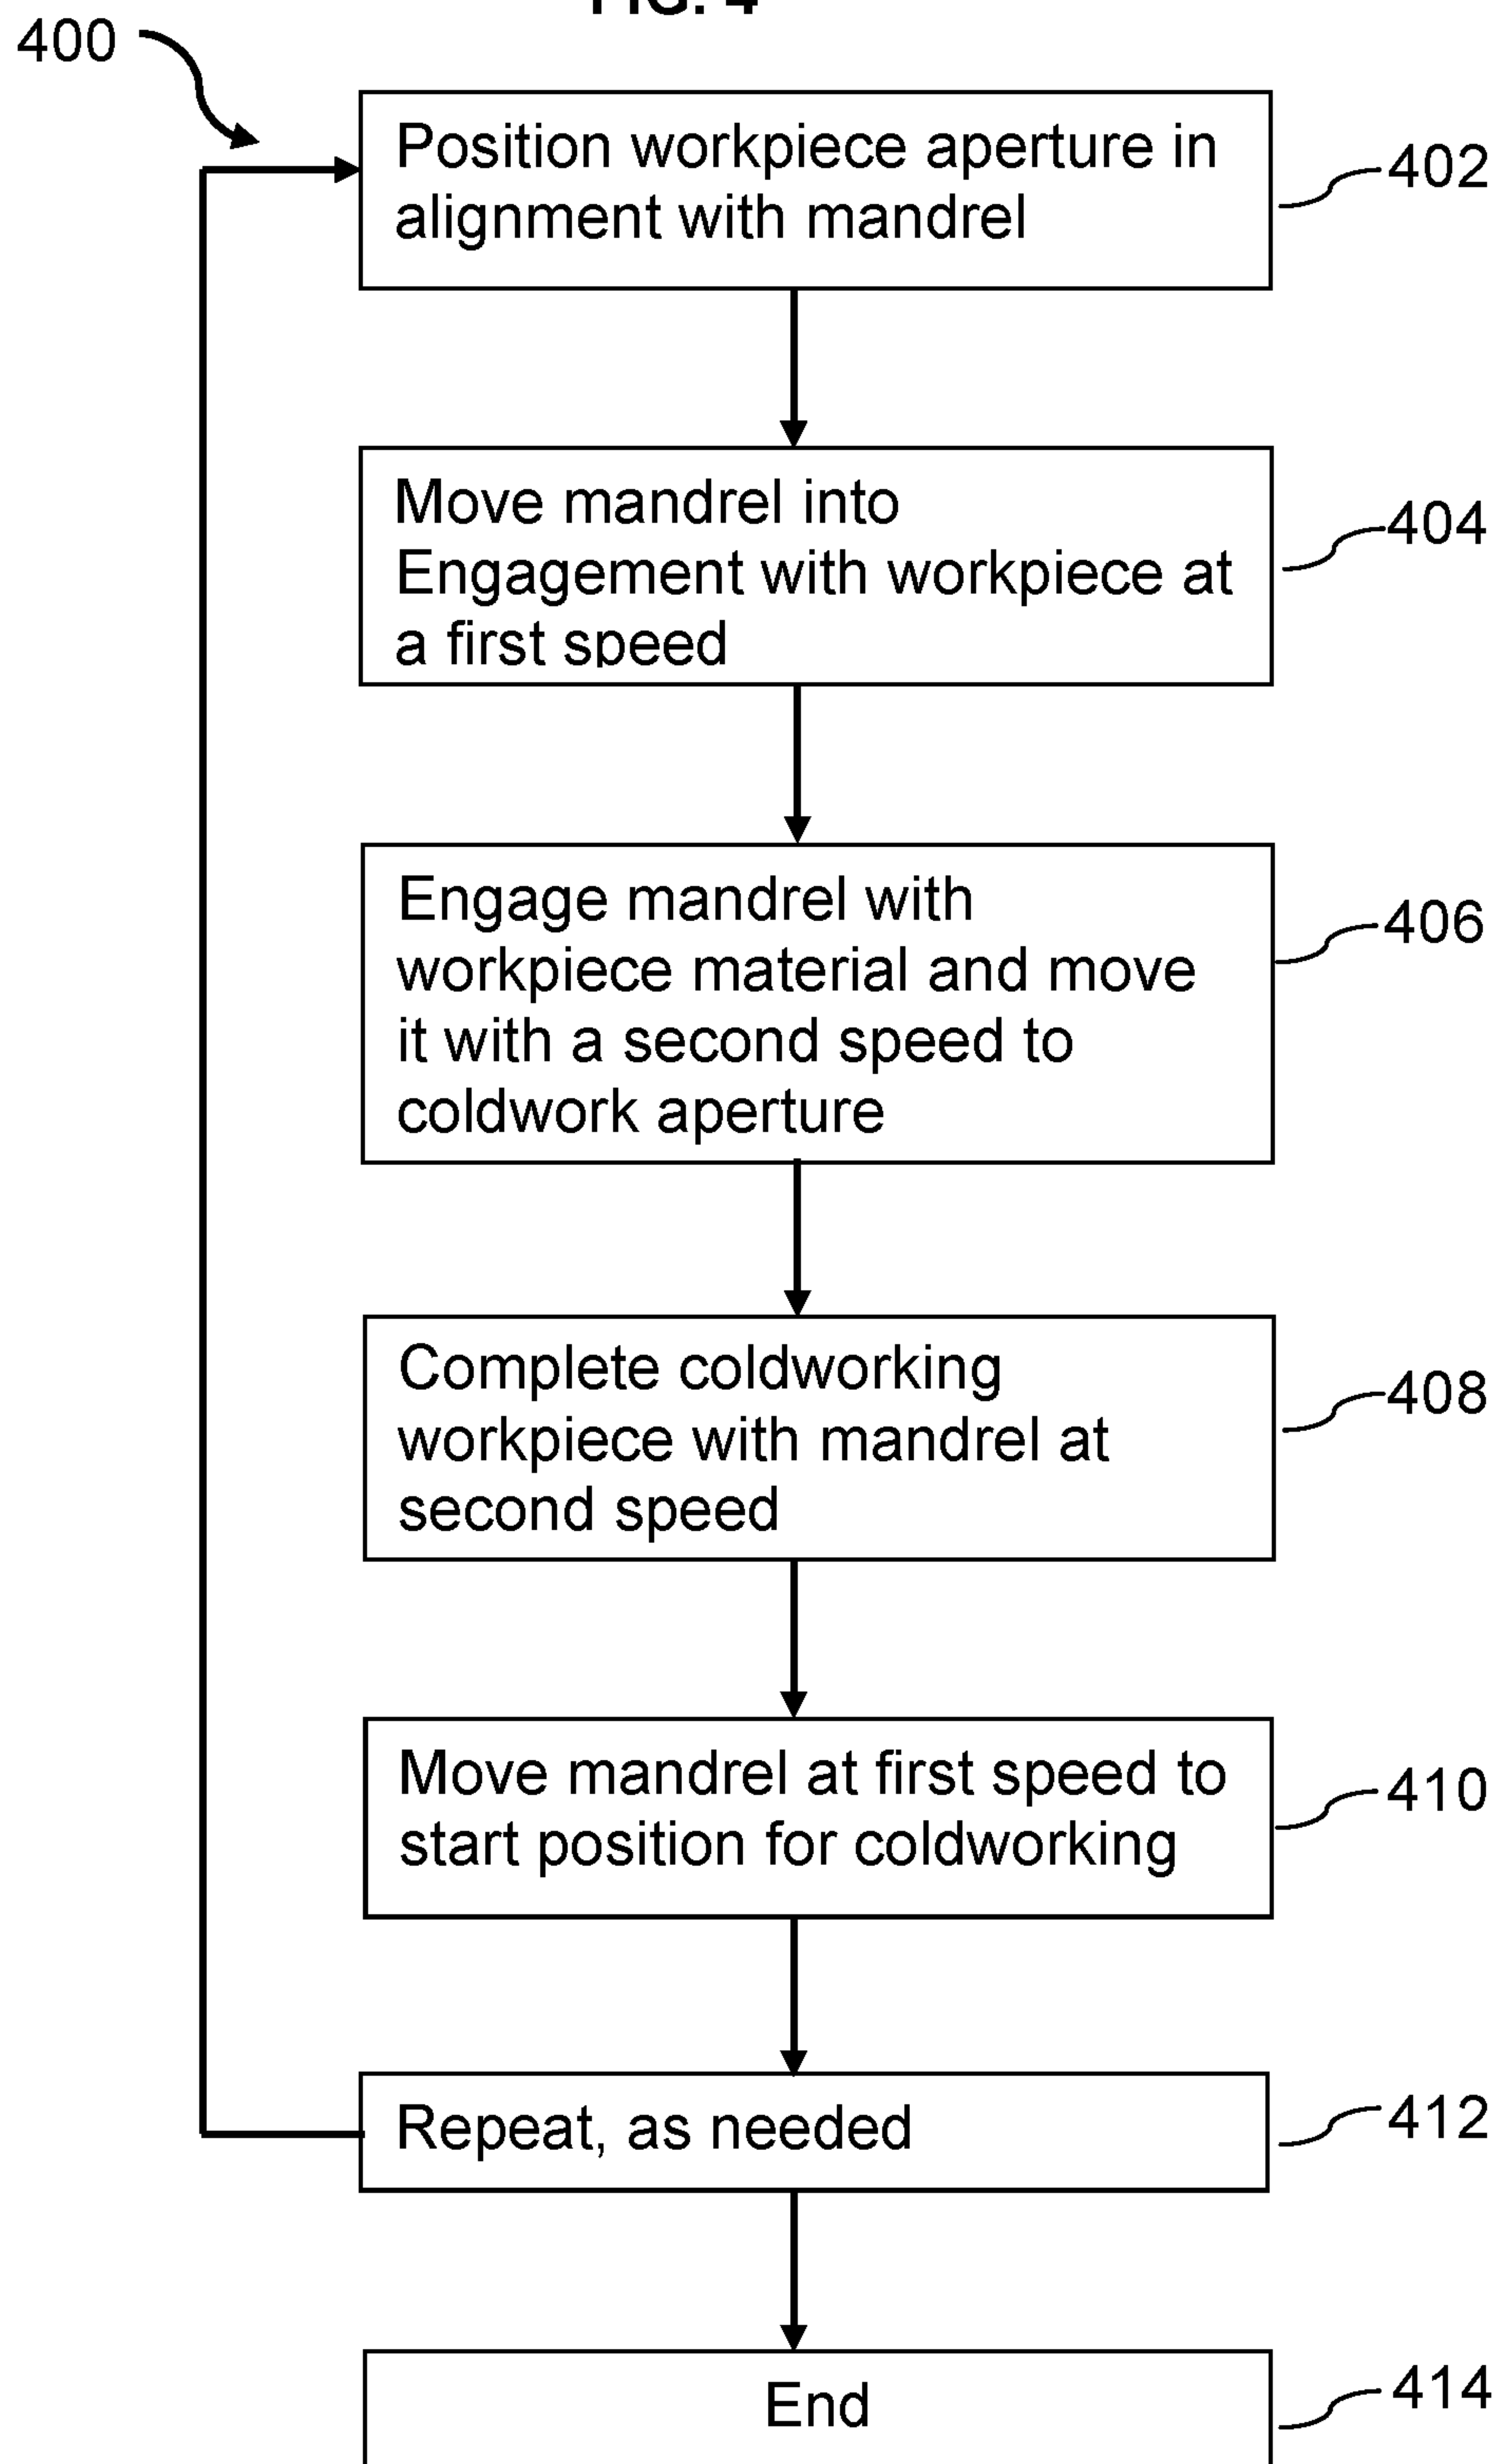 FIG. 4
400
Position workpiece aperture in
alignment with mandrel
402
Move mandrel into
Engagement with workpiece at
a first speed
404
Engage mandrel with
workpiece material and move
it with a second speed to
coldwork aperture
406
Complete coldworking
workpiece with mandrel at
second speed
408
Move mandrel at first speed to
start position for coldworking
410
Repeat, as needed
412
End
414